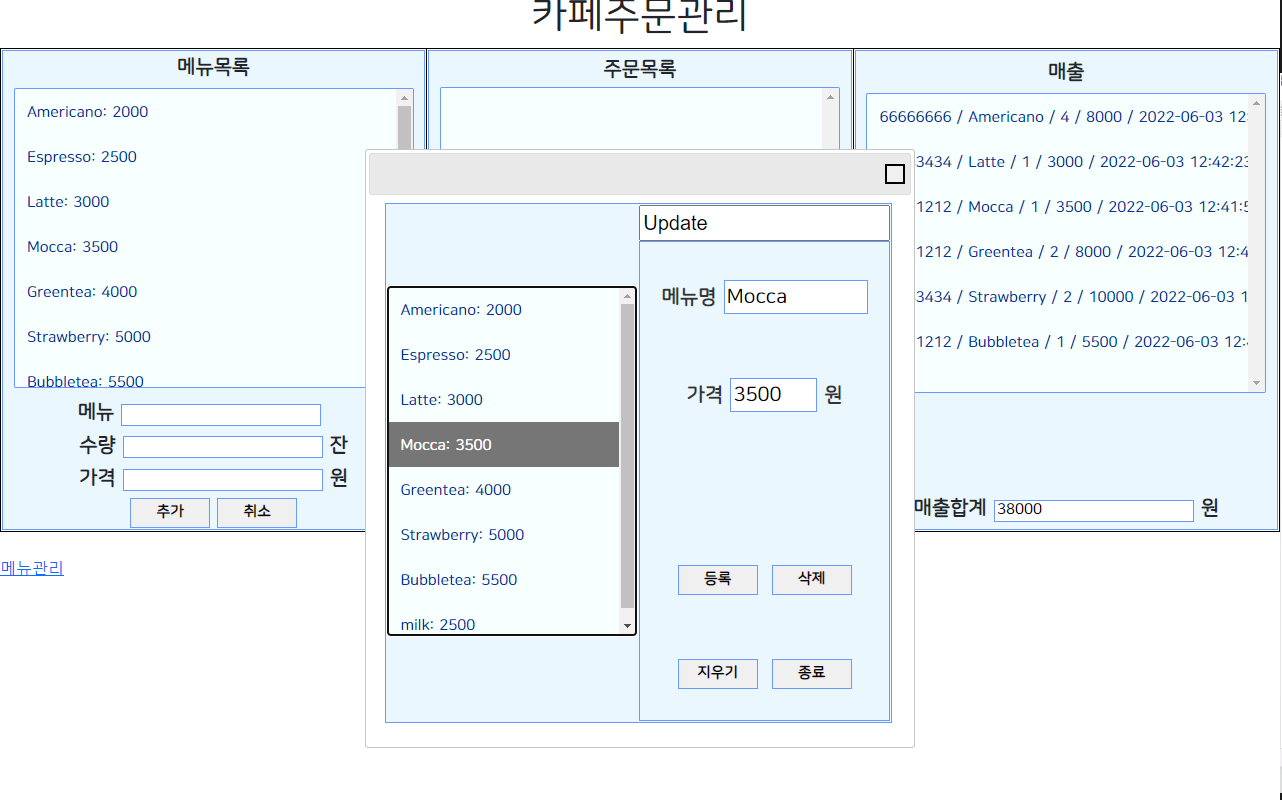 카페주문관리
메뉴목록
Americano: 2000
Espresso: 2500
Latte: 3000
Mocca: 3500
Greentea: 4000
Strawberry: 5000
Bubbletea: 5500
메뉴
수량 잔
가격 원
추가 취소
메뉴관리
주문목록
매출
66666666 / Americano / 4 / 8000 / 2022-06-03 12:
3434 / Latte / 1 / 3000 / 2022-06-03 12:42:23
1212 / Mocca / 1 / 3500 / 2022-06-03 12:41:5
1212 / Greentea / 2 / 8000 / 2022-06-03 12:4
3434 / Strawberry / 2 / 10000 / 2022-06-03 1
1212 / Bubbletea / 1 / 5500 / 2022-06-03 12:4
매출합계 38000 원
Americano: 2000
Espresso: 2500
Latte: 3000
Mocca: 3500
Greentea: 4000
Strawberry: 5000
Bubbletea: 5500
milk: 2500
Update
메뉴명 Mocca
가격 3500 원
등록 삭제
지우기 종료